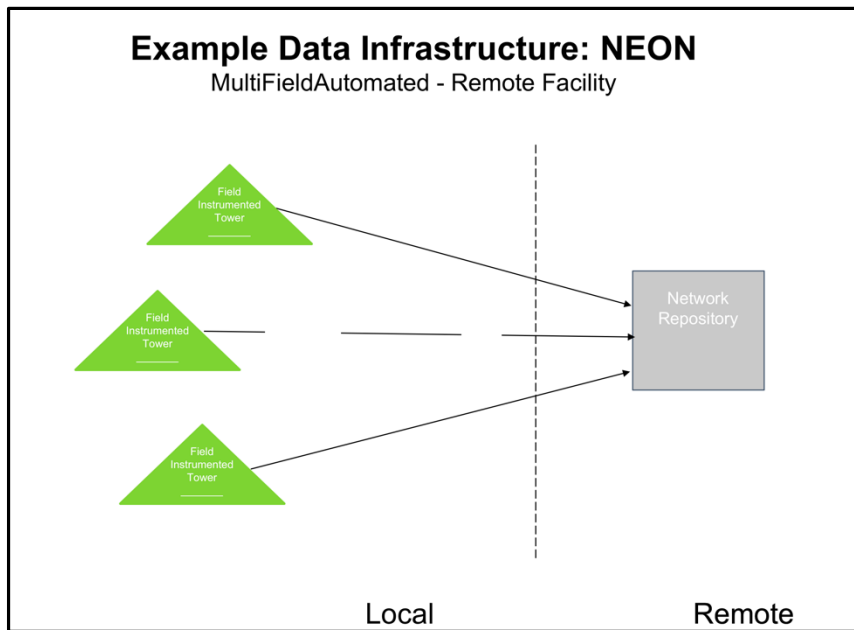 Example Data Infrastructure: NEON
MultiFieldAutomated - Remote Facility
Field
Instrumented
Tower
Field
Instrumented
Tower
Field
Instrumented
Tower
Network
Repository
Local
Remote